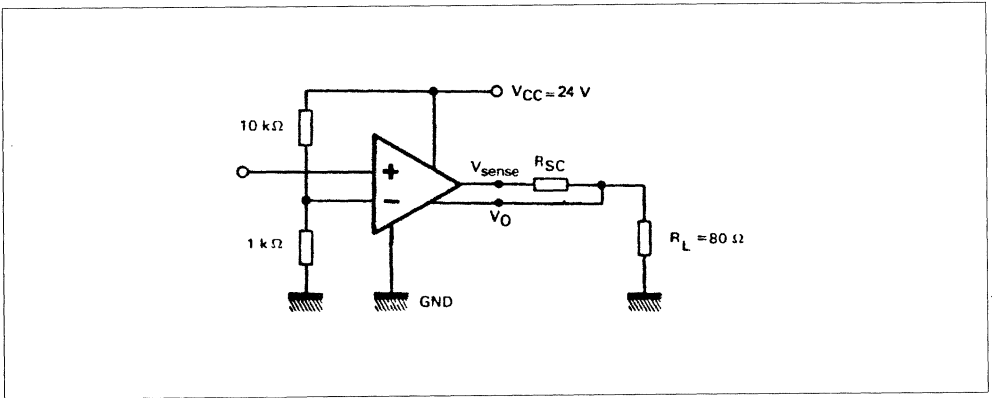 V_CC = 24 V
10 kΩ
+
V_sense
R_SC
−
V_O
1 kΩ
R_L = 80 Ω
GND